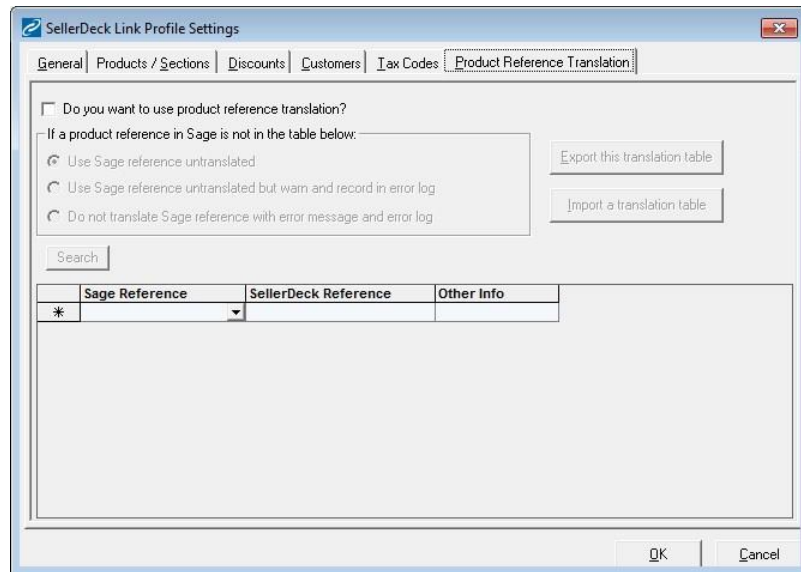 SellerDeck Link Profile Settings
General Products / Sections Discounts Customers Tax Codes Product Reference Translation
Do you want to use product reference translation?
If a product reference in Sage is not in the table below:
Use Sage reference untranslated
Export this translation table
Use Sage reference untranslated but warn and record in error log
Import a translation table
Do not translate Sage reference with error message and error log
Search
Sage Reference SellerDeck Reference Other Info
OK Cancel